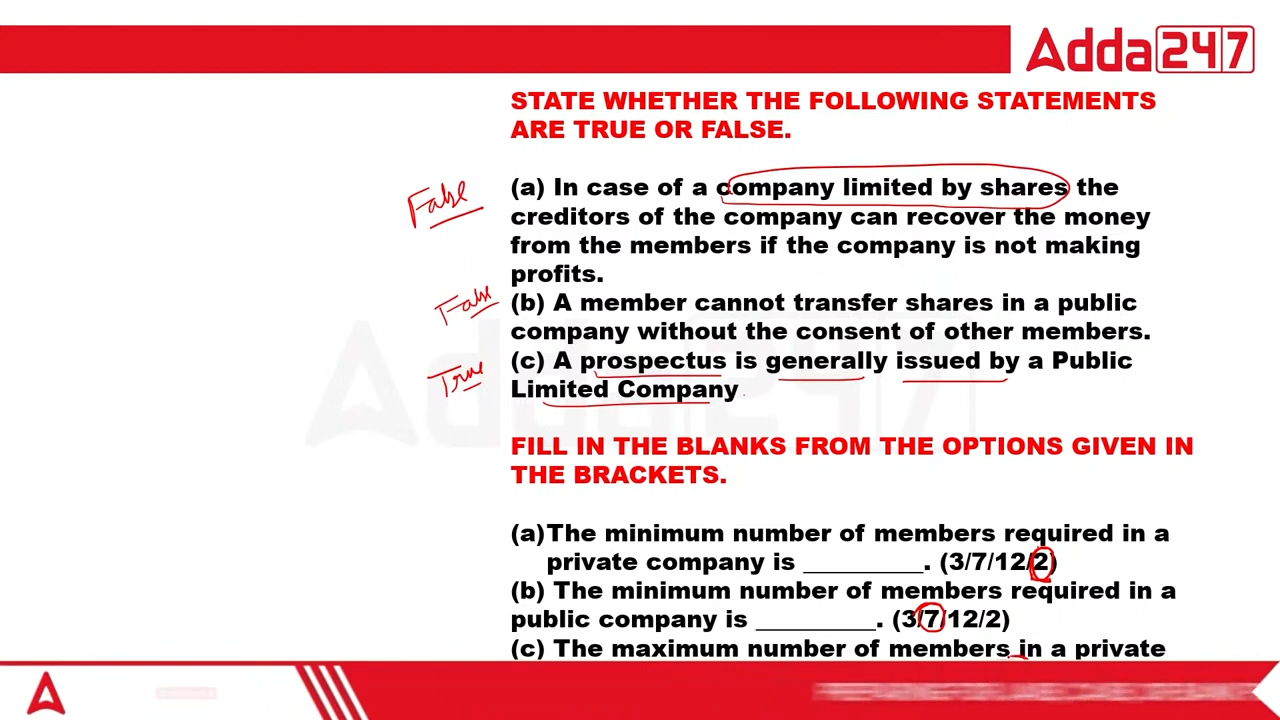 Adda247
STATE WHETHER THE FOLLOWING STATEMENTS
ARE TRUE OR FALSE.
False
(a) In case of a company limited by shares the
creditors of the company can recover the money
from the members if the company is not making
profits.
False
(b) A member cannot transfer shares in a public
company without the consent of other members.
True
(c) A prospectus is generally issued by a Public
Limited Company
FILL IN THE BLANKS FROM THE OPTIONS GIVEN IN
THE BRACKETS.
(a)The minimum number of members required in a
private company is __________. (3/7/12/2)
(b) The minimum number of members required in a
public company is __________. (3/7/12/2)
(c) The maximum number of members in a private